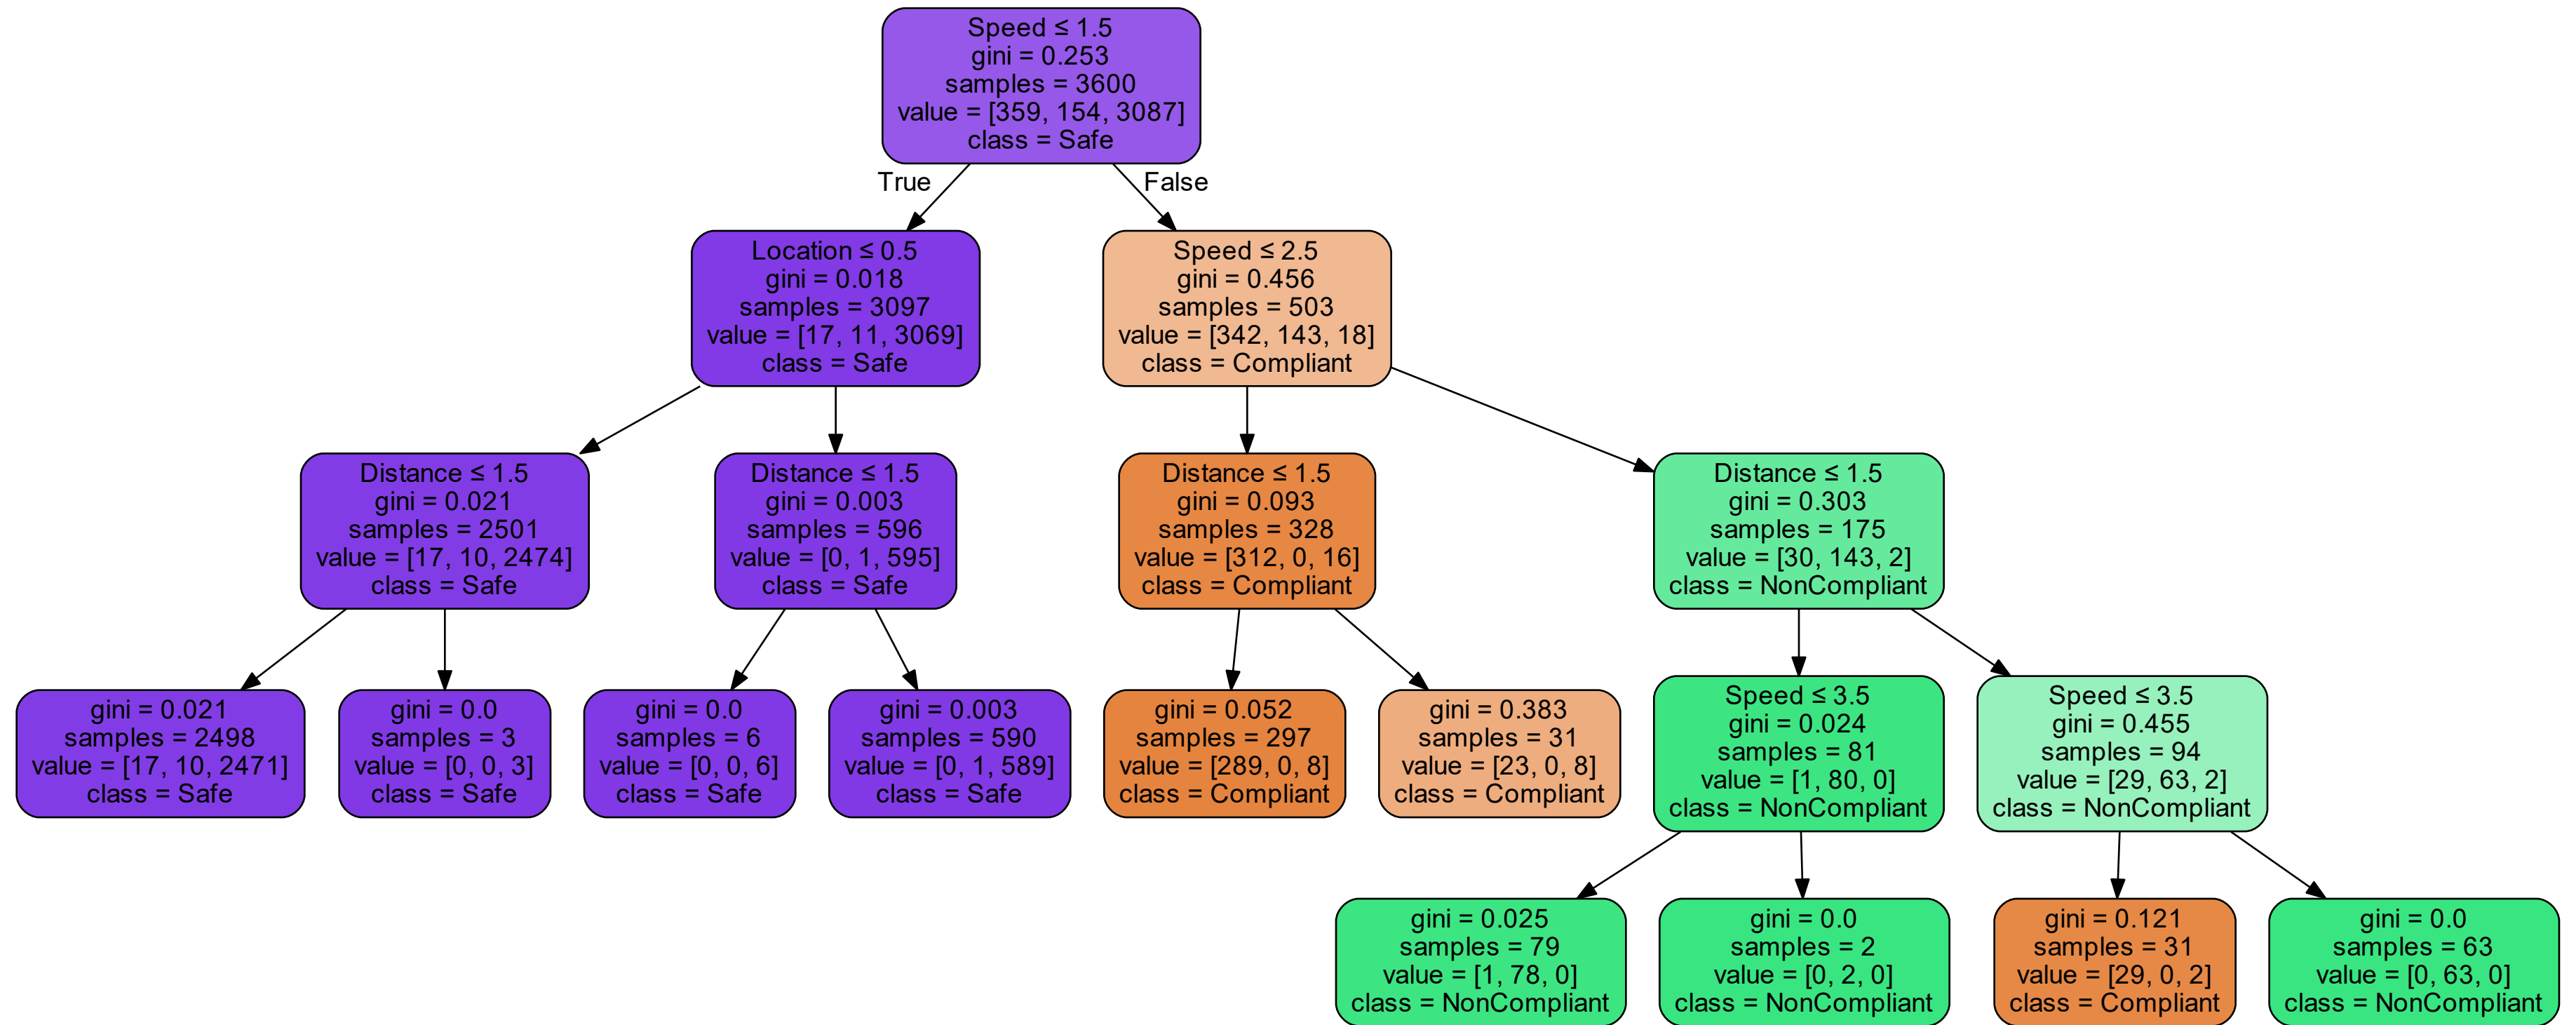 Speed ≤ 1.5
gini = 0.253
samples = 3600
value = [359, 154, 3087]
class = Safe
True
False
Location ≤ 0.5
gini = 0.018
samples = 3097
value = [17, 11, 3069]
class = Safe
Speed ≤ 2.5
gini = 0.456
samples = 503
value = [342, 143, 18]
class = Compliant
Distance ≤ 1.5
gini = 0.021
samples = 2501
value = [17, 10, 2474]
class = Safe
Distance ≤ 1.5
gini = 0.003
samples = 596
value = [0, 1, 595]
class = Safe
Distance ≤ 1.5
gini = 0.093
samples = 328
value = [312, 0, 16]
class = Compliant
Distance ≤ 1.5
gini = 0.303
samples = 175
value = [30, 143, 2]
class = NonCompliant
gini = 0.021
samples = 2498
value = [17, 10, 2471]
class = Safe
gini = 0.0
samples = 3
value = [0, 0, 3]
class = Safe
gini = 0.0
samples = 6
value = [0, 0, 6]
class = Safe
gini = 0.003
samples = 590
value = [0, 1, 589]
class = Safe
gini = 0.052
samples = 297
value = [289, 0, 8]
class = Compliant
gini = 0.383
samples = 31
value = [23, 0, 8]
class = Compliant
Speed ≤ 3.5
gini = 0.024
samples = 81
value = [1, 80, 0]
class = NonCompliant
Speed ≤ 3.5
gini = 0.455
samples = 94
value = [29, 63, 2]
class = NonCompliant
gini = 0.025
samples = 79
value = [1, 78, 0]
class = NonCompliant
gini = 0.0
samples = 2
value = [0, 2, 0]
class = NonCompliant
gini = 0.121
samples = 31
value = [29, 0, 2]
class = Compliant
gini = 0.0
samples = 63
value = [0, 63, 0]
class = NonCompliant